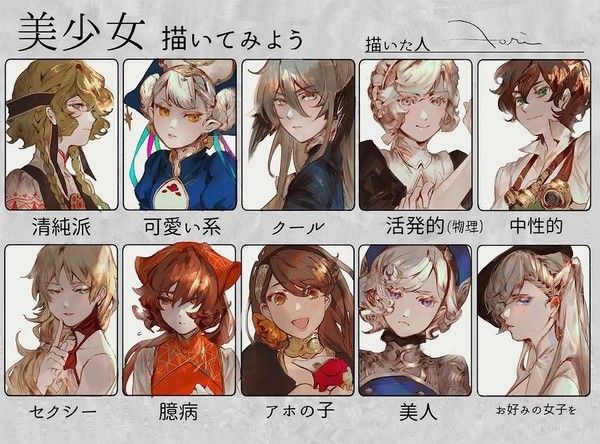 美少女 描いてみよう
描いた人
清純派 可愛い系 クール 活発的(物理) 中性的
セクシー 臆病 アホの子 美人 お好みの女子を